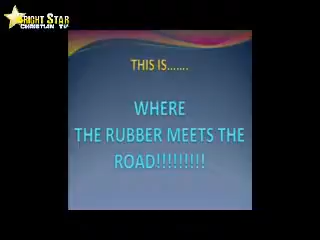 Bright Star
CHRISTIAN TV
THIS IS.......
WHERE
THE RUBBER MEETS THE
ROAD!!!!!!!!!